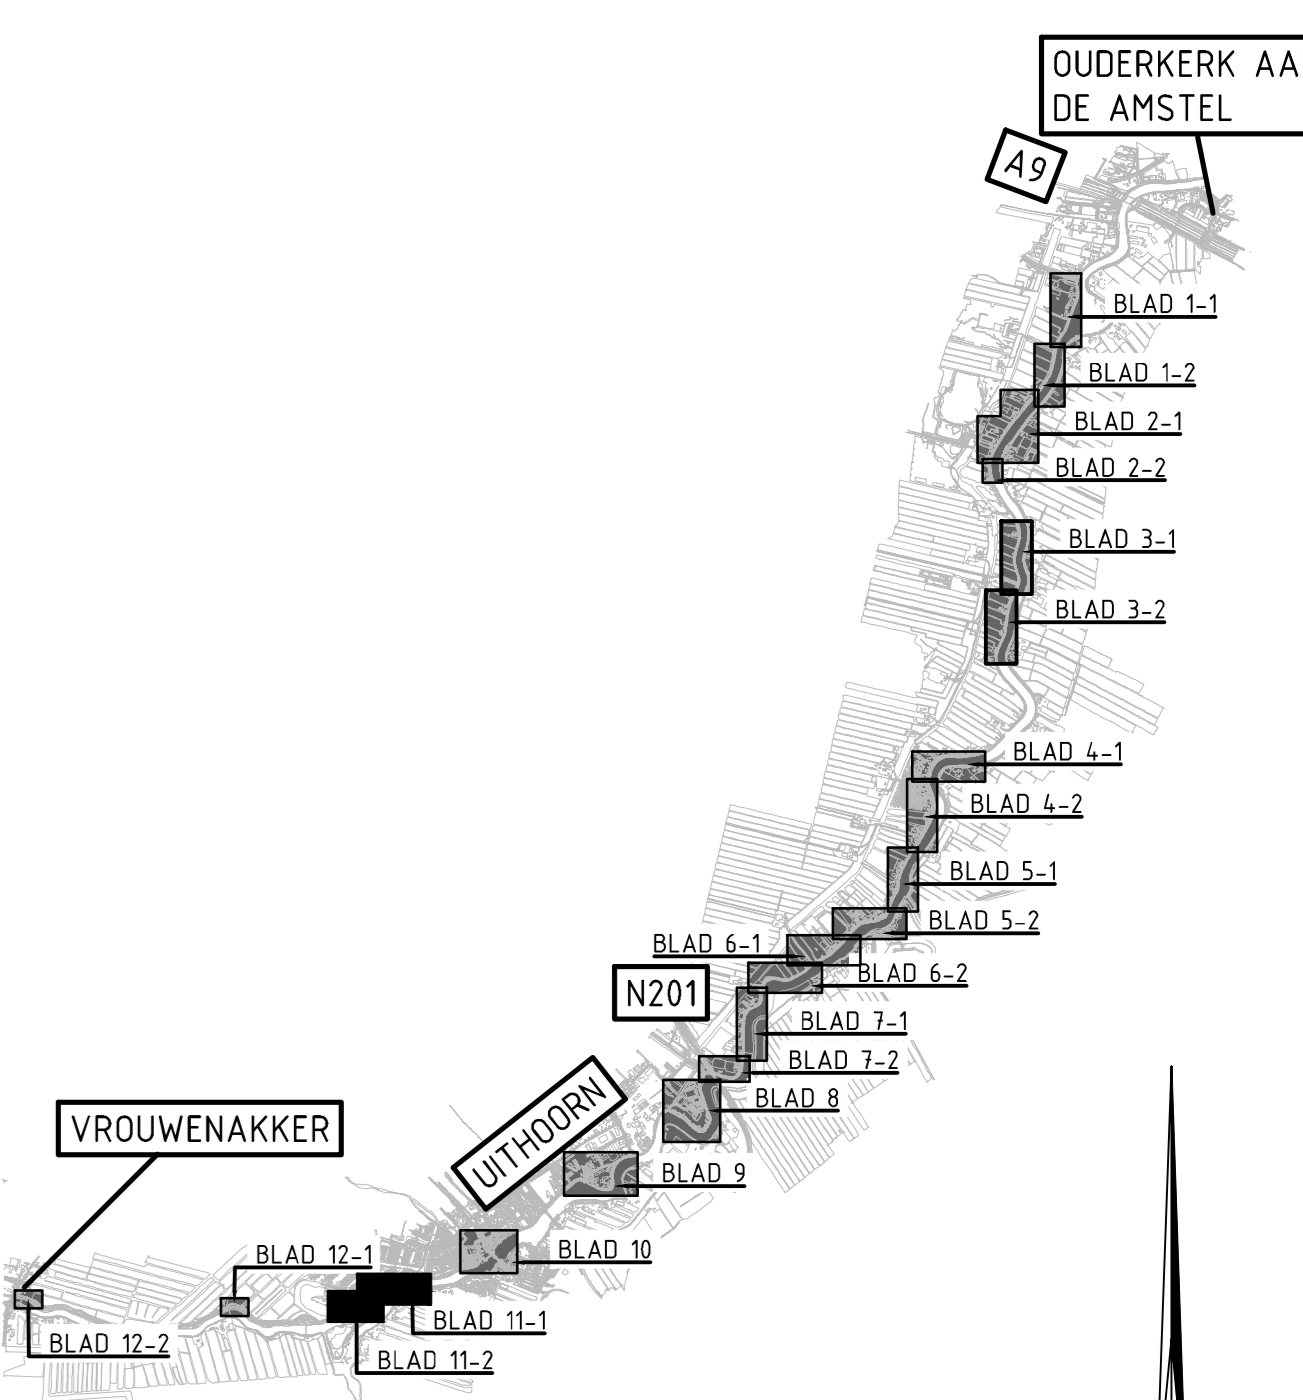 OUDERKERK AA
DE AMSTEL
A9
BLAD 1-1
BLAD 1-2
BLAD 2-1
BLAD 2-2
BLAD 3-1
BLAD 3-2
BLAD 4-1
BLAD 4-2
BLAD 5-1
BLAD 5-2
BLAD 6-1
BLAD 6-2
N201
BLAD 7-1
BLAD 7-2
BLAD 8
UITHOORN
VROUWENAKKER
BLAD 9
BLAD 10
BLAD 12-1
BLAD 11-1
BLAD 12-2
BLAD 11-2